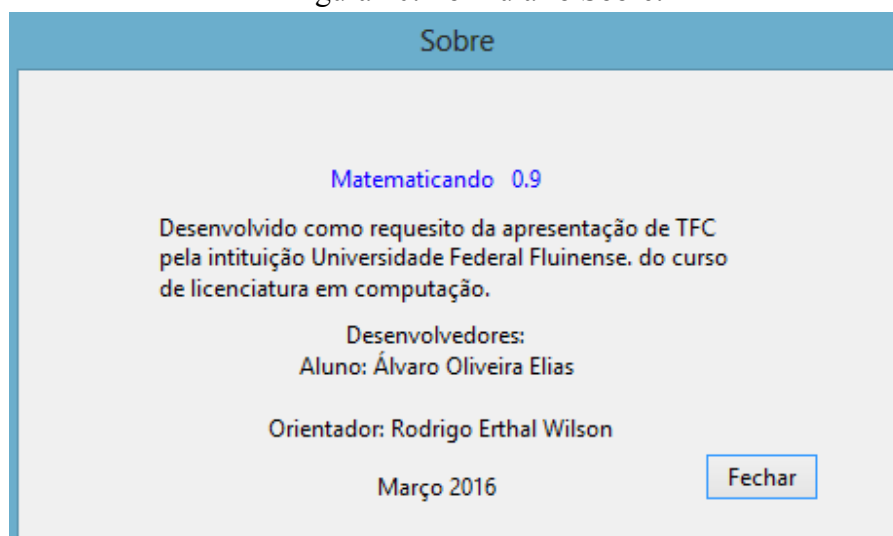 Sobre
Matematicando 0.9
Desenvolvido como requesito da apresentação de TFC
pela intituição Universidade Federal Fluinense. do curso
de licenciatura em computação.
Desenvolvedores:
Aluno: Álvaro Oliveira Elias
Orientador: Rodrigo Erthal Wilson
Março 2016
Fechar